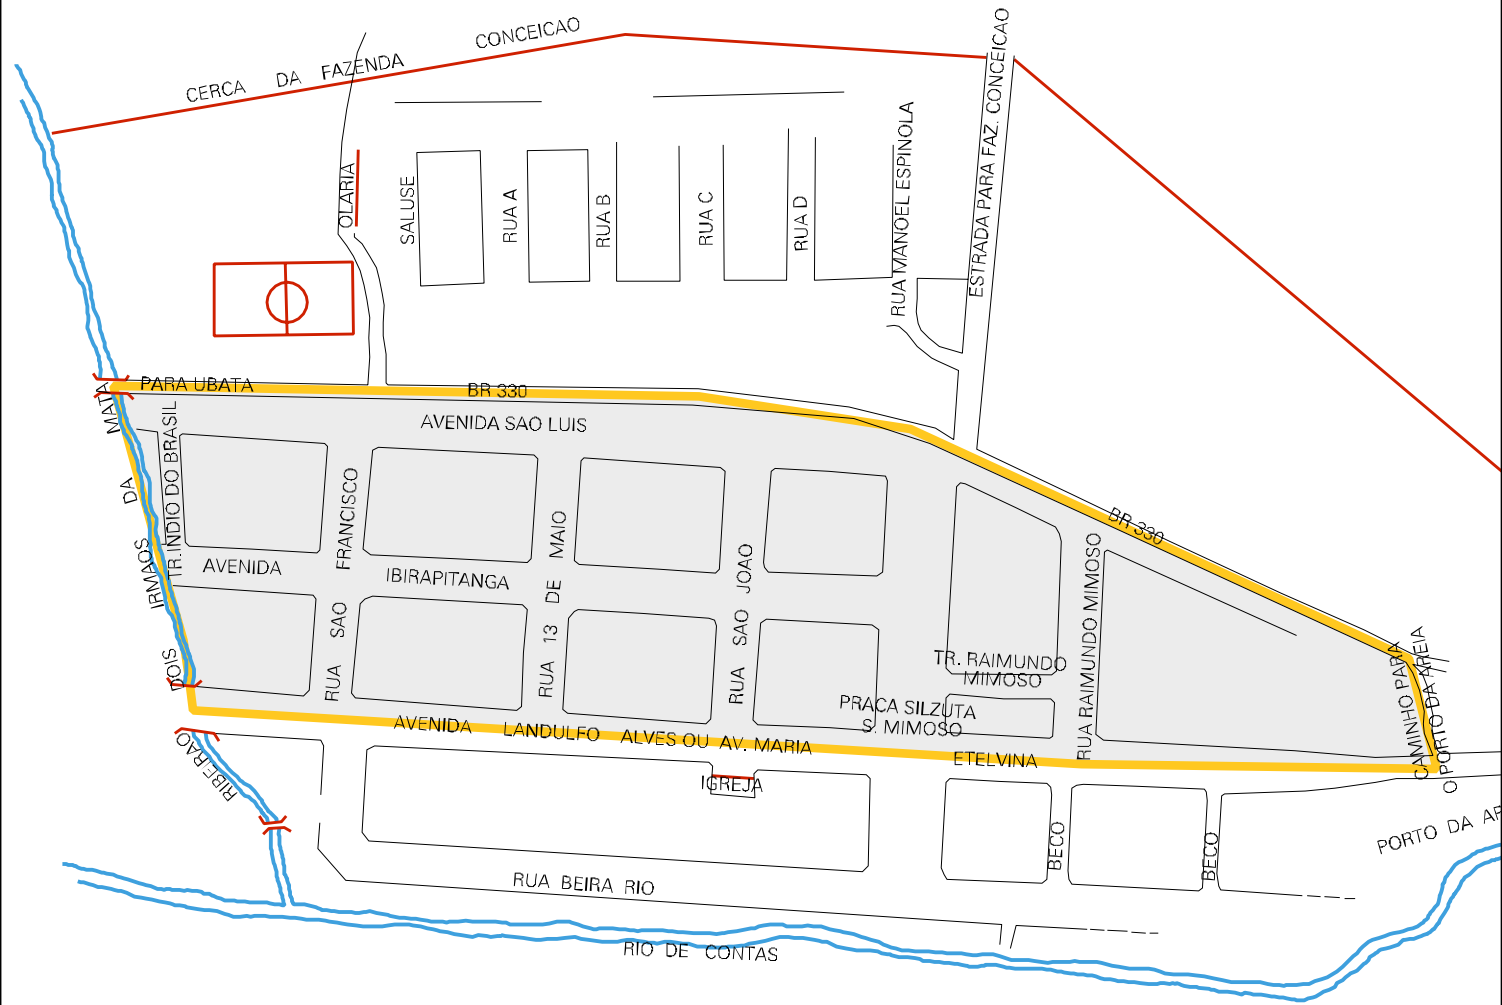 CERCA DA FAZENDA CONCEICAO
ESTRADA PARA FAZ. CONCEICAO
OLARIA
SALUSE
RUA A
RUA B
RUA C
RUA D
RUA MANOEL ESPINOLA
PARA UBATA
BR 330
AVENIDA SAO LUIS
RIBEIRAO DOIS IRMAOS DA MATA
TR.INDIO DO BRASIL
RUA SAO FRANCISCO
RUA 13 DE MAIO
RUA SAO JOAO
BR 330
AVENIDA IBIRAPITANGA
RUA RAIMUNDO MIMOSO
TR. RAIMUNDO
MIMOSO
PRACA SILZUTA
S. MIMOSO
CAMINHO PARA
O PORTO DA AREIA
AVENIDA LANDULFO ALVES OU AV. MARIA ETELVINA
IGREJA
BECO
BECO
PORTO DA AR
RUA BEIRA RIO
RIO DE CONTAS